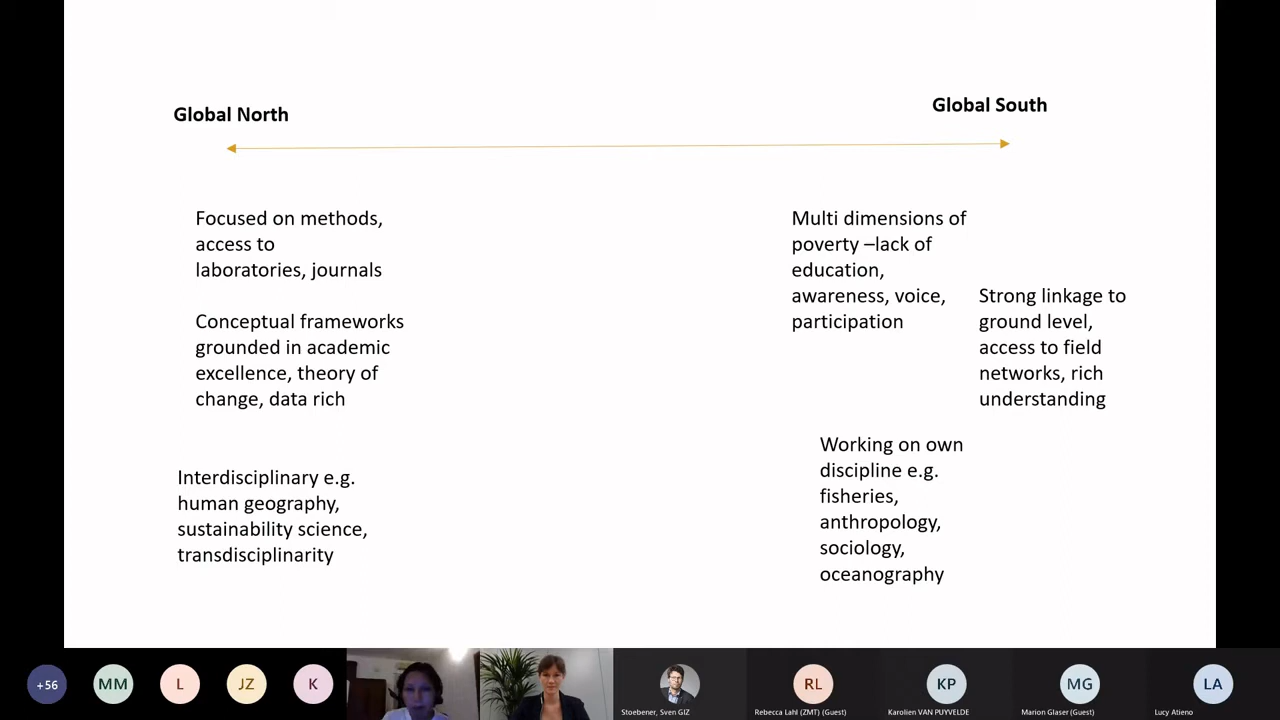 Global North
Global South
Focused on methods,
access to
laboratories, journals
Conceptual frameworks
grounded in academic
excellence, theory of
change, data rich
Interdisciplinary e.g.
human geography,
sustainability science,
transdisciplinarity
Multi dimensions of
poverty –lack of
education,
awareness, voice,
participation
Strong linkage to
ground level,
access to field
networks, rich
understanding
Working on own
discipline e.g.
fisheries,
anthropology,
sociology,
oceanography
+56
MM
L
JZ
K
Stoebener, Sven GIZ
RL
Rebecca Lahl (ZMT) (Guest)
KP
Karolien VAN PUYVELDE
MG
Marion Glaser (Guest)
LA
Lucy Atieno